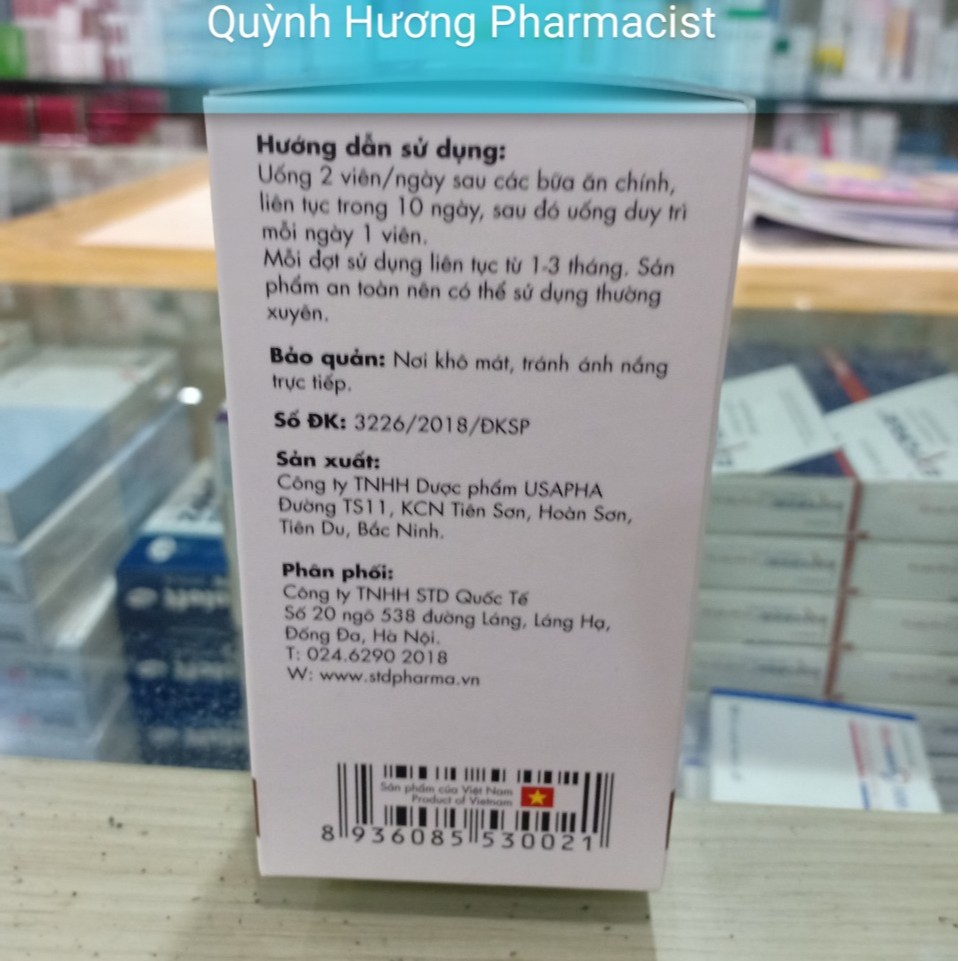 Quỳnh Hương Pharmacist
Hướng dẫn sử dụng:
Uống 2 viên/ngày sau các bữa ăn chính,
liên tục trong 10 ngày, sau đó uống duy trì
mỗi ngày 1 viên.
Mỗi đợt sử dụng liên tục từ 1-3 tháng. Sản
phẩm an toàn nên có thể sử dụng thường
xuyên.
Bảo quản: Nơi khô mát, tránh ánh nắng
trực tiếp.
Số ĐK: 3226/2018/ĐKSP
Sản xuất:
Công ty TNHH Dược phẩm USAPHA
Đường TS11, KCN Tiên Sơn, Hoàn Sơn,
Tiên Du, Bắc Ninh.
Phân phối:
Công ty TNHH STD Quốc Tế
Số 20 ngõ 538 đường Láng, Láng Hạ,
Đống Đa, Hà Nội.
T: 024.6290 2018
W: www.stdpharma.vn
Sản phẩm của Việt Nam
Product of Vietnam
8 936085 530021